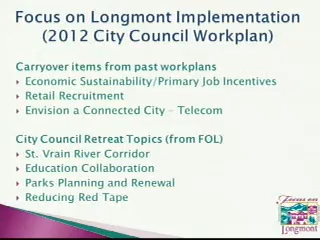 Focus on Longmont Implementation
(2012 City Council Workplan)
Carryover items from past workplans
Economic Sustainability/Primary Job Incentives
Retail Recruitment
Envision a Connected City – Telecom
City Council Retreat Topics (from FOL)
St. Vrain River Corridor
Education Collaboration
Parks Planning and Renewal
Reducing Red Tape
Focus on
Longmont